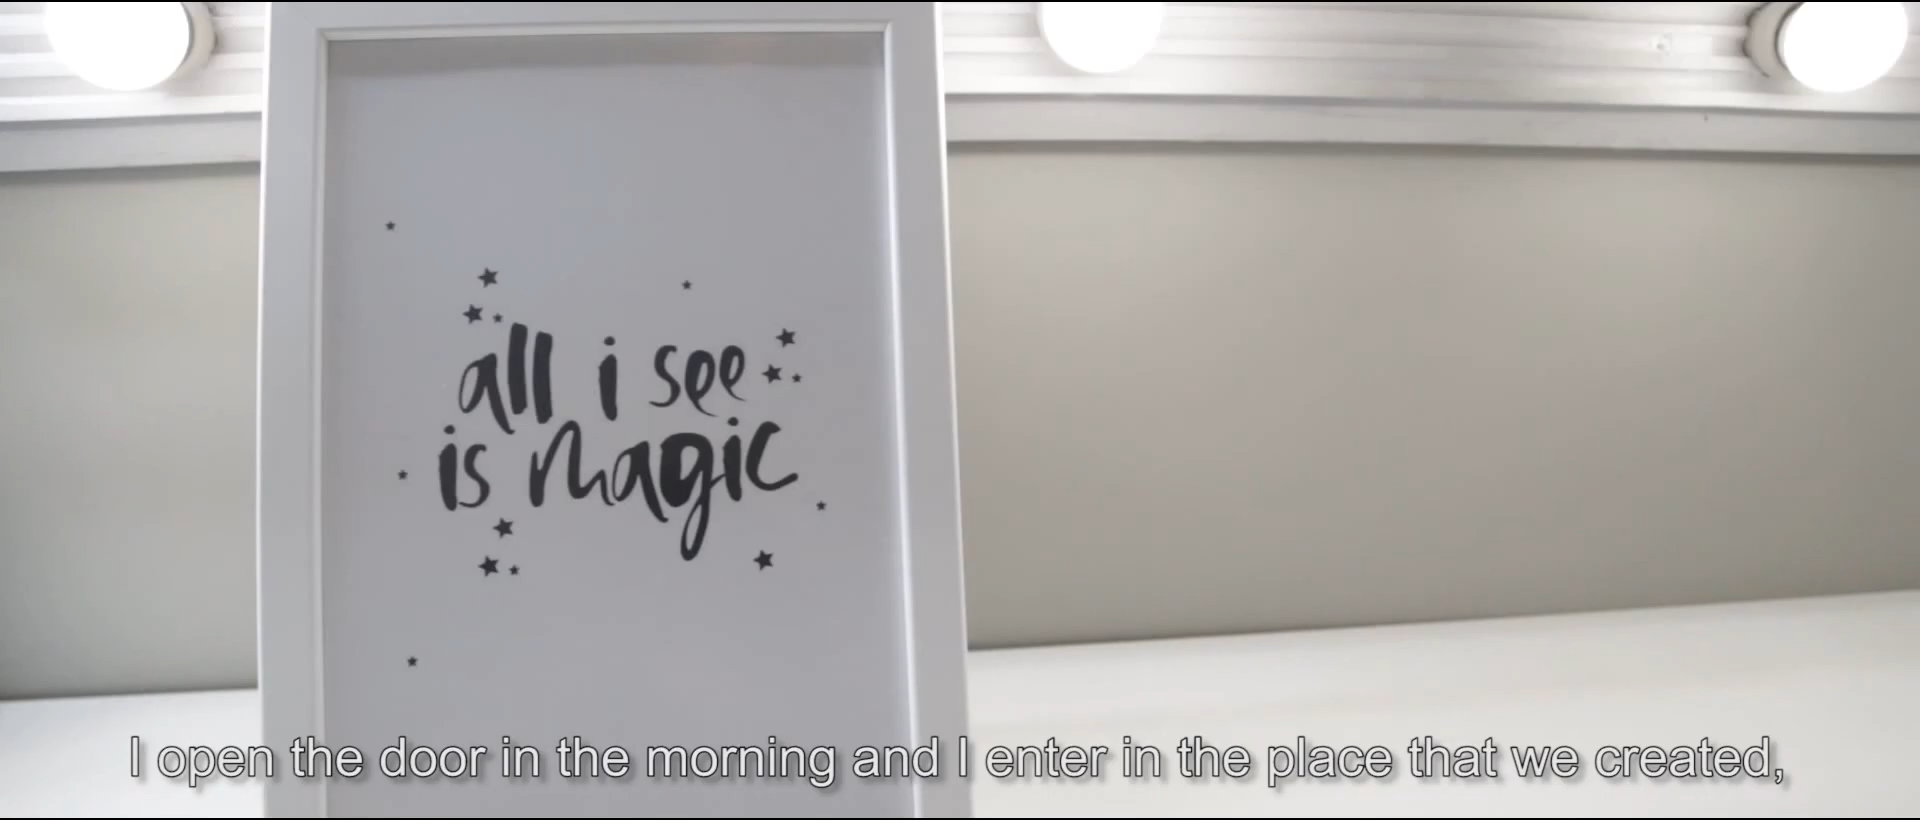 all i see
is magic
I open the door in the morning and I enter in the place that we created,